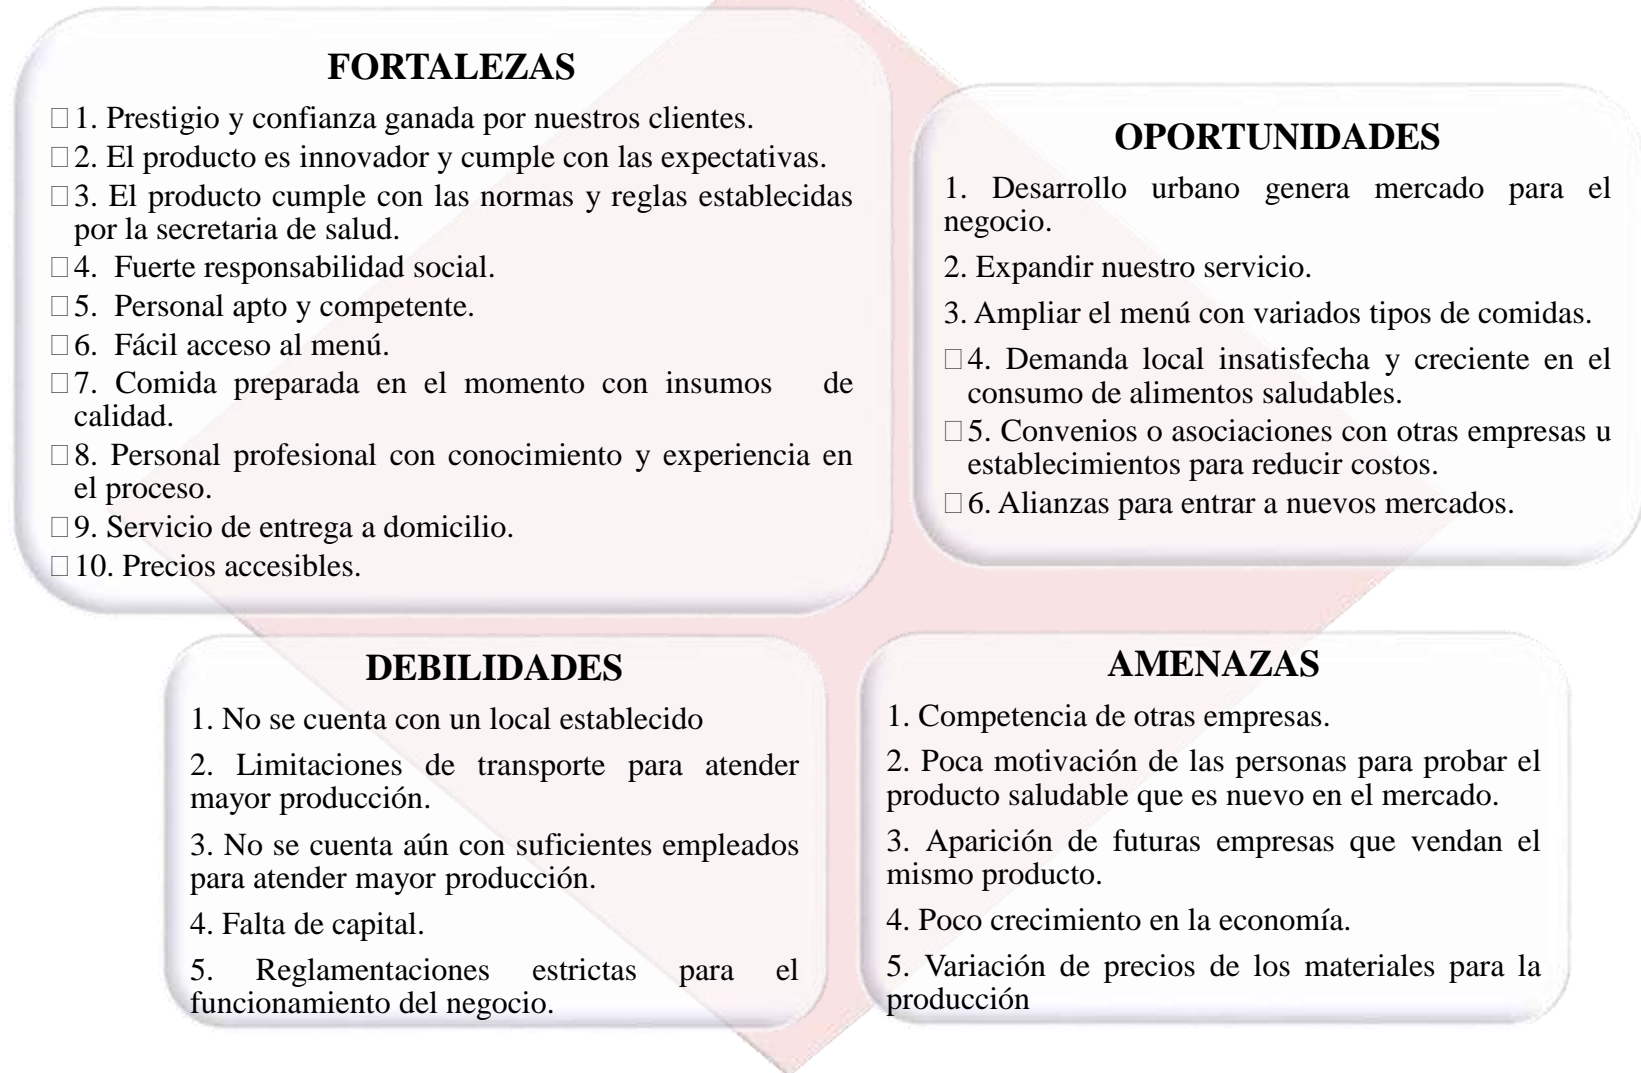 FORTALEZAS
□1. Prestigio y confianza ganada por nuestros clientes.
□2. El producto es innovador y cumple con las expectativas.
□3. El producto cumple con las normas y reglas establecidas
por la secretaria de salud.
□4. Fuerte responsabilidad social.
□5. Personal apto y competente.
□6. Fácil acceso al menú.
□7. Comida preparada en el momento con insumos de
calidad.
□8. Personal profesional con conocimiento y experiencia en
el proceso.
□9. Servicio de entrega a domicilio.
□10. Precios accesibles.
OPORTUNIDADES
1. Desarrollo urbano genera mercado para el
negocio.
2. Expandir nuestro servicio.
3. Ampliar el menú con variados tipos de comidas.
□4. Demanda local insatisfecha y creciente en el
consumo de alimentos saludables.
□5. Convenios o asociaciones con otras empresas u
establecimientos para reducir costos.
□6. Alianzas para entrar a nuevos mercados.
DEBILIDADES
1. No se cuenta con un local establecido
2. Limitaciones de transporte para atender
mayor producción.
3. No se cuenta aún con suficientes empleados
para atender mayor producción.
4. Falta de capital.
5. Reglamentaciones estrictas para el
funcionamiento del negocio.
AMENAZAS
1. Competencia de otras empresas.
2. Poca motivación de las personas para probar el
producto saludable que es nuevo en el mercado.
3. Aparición de futuras empresas que vendan el
mismo producto.
4. Poco crecimiento en la economía.
5. Variación de precios de los materiales para la
producción